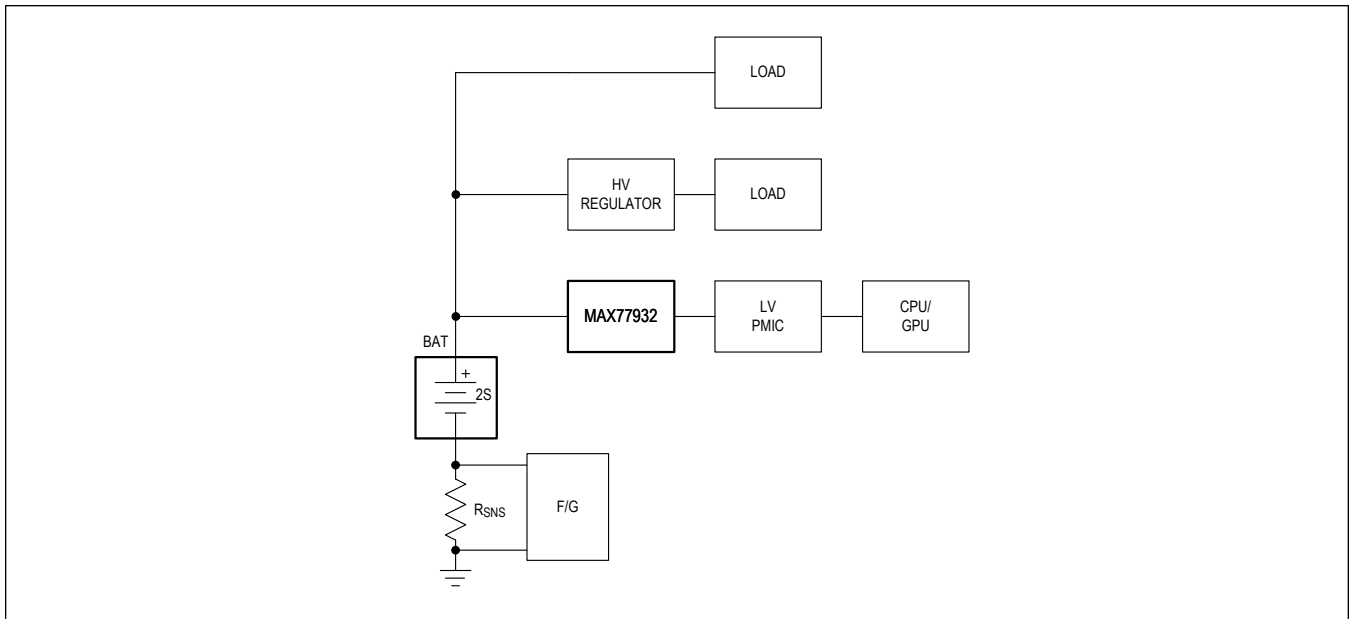 LOAD
HV
REGULATOR
LOAD
MAX77932
LV
PMIC
CPU/
GPU
BAT
+
2S
RSNS
F/G